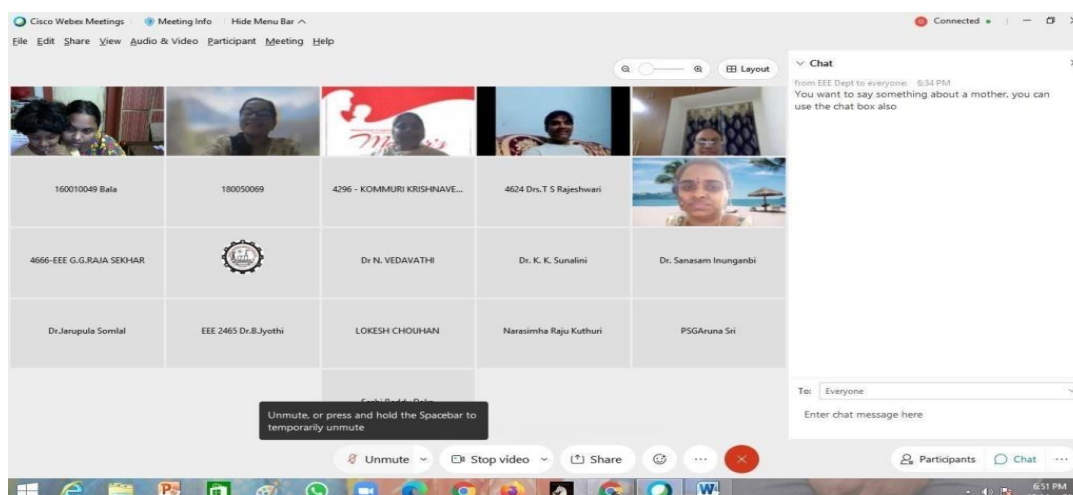 Cisco Webex Meetings
Meeting Info
Hide Menu Bar
Connected
File Edit Share View Audio & Video Participant Meeting Help
Layout
Chat
from EEE Dept to everyone: 6:34 PM
You want to say something about a mother, you can
use the chat box also
160010049 Bala
180050069
4296 - KOMMURI KRISHNAVE...
4624 Drs.T S Rajeshwari
4666-EEE G.G.RAJA SEKHAR
Dr N. VEDAVATHI
Dr. K. K. Sunalini
Dr. Sanasam Inunganbi
Dr.Jarupula Somlal
EEE 2465 Dr.B.Jyothi
LOKESH CHOUHAN
Narasimha Raju Kuthuri
PSGAruna Sri
Unmute, or press and hold the Spacebar to
temporarily unmute
To: Everyone
Enter chat message here
Unmute
Stop video
Share
Participants
Chat
6:51 PM